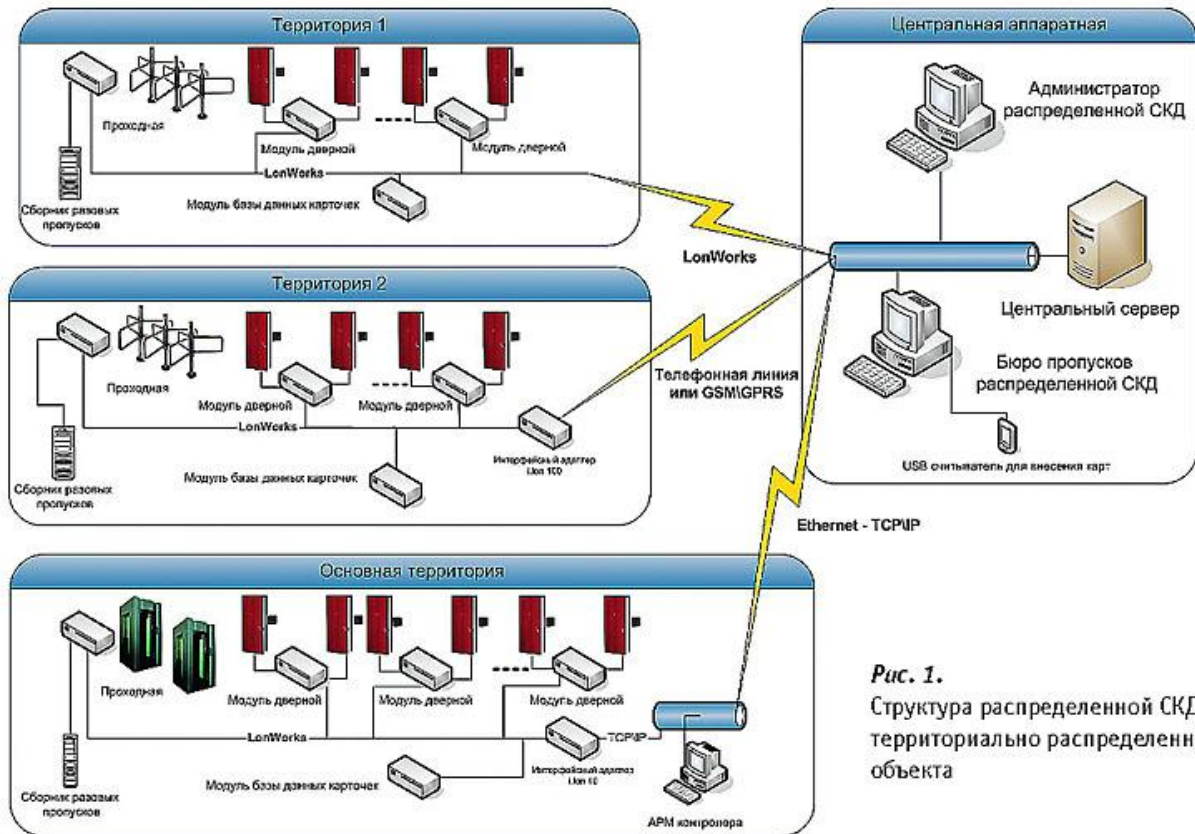 Территория 1
Проходная
Модуль дверной
Модуль дверной
LonWorks
Модуль базы данных карточек
Сборник разовых
пропусков
Территория 2
Проходная
Модуль дверной
Модуль дверной
LonWorks
Интерфейсный адаптер
i.lon 100
Модуль базы данных карточек
Сборник разовых
пропусков
Основная территория
Проходная
Модуль дверной
Модуль дверной
Модуль дверной
LonWorks
TCP\IP
Интерфейсный адаптер
i.lon 10
Модуль базы данных карточек
Сборник разовых
пропусков
АРМ контролера
LonWorks
Телефонная линия
или GSM\GPRS
Ethernet - TCP\IP
Центральная аппаратная
Администратор
распределенной СКД
Центральный сервер
Бюро пропусков
распределенной СКД
USB считыватель для внесения карт
Рис. 1.
Структура распределенной СКД
территориально распределенн
объекта